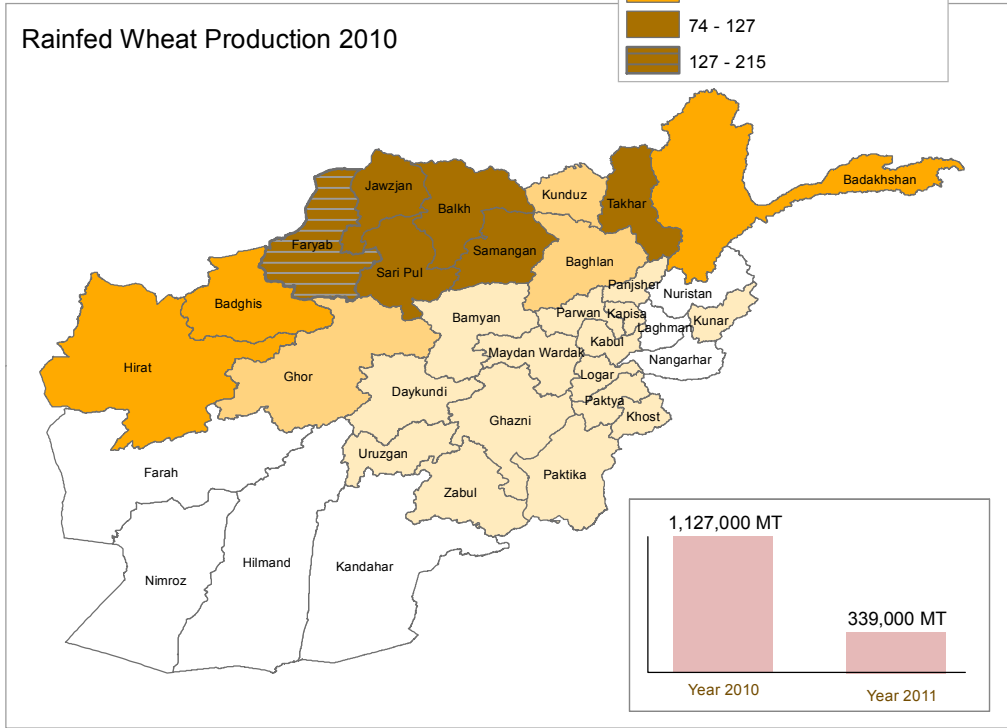 74 - 127
Rainfed Wheat Production 2010
127 - 215
Badakhshan
Jawzjan
Kunduz
Takhar
Balkh
Faryab
Samangan
Baghlan
Sari Pul
Panjsher
Nuristan
Badghis
Bamyan
Parwan
Kapisa
Kunar
Laghman
Kabul
Maydan Wardak
Nangarhar
Hirat
Ghor
Logar
Daykundi
Paktya
Khost
Ghazni
Uruzgan
Farah
Paktika
Zabul
1,127,000 MT
Hilmand
Kandahar
Nimroz
339,000 MT
Year 2010
Year 2011